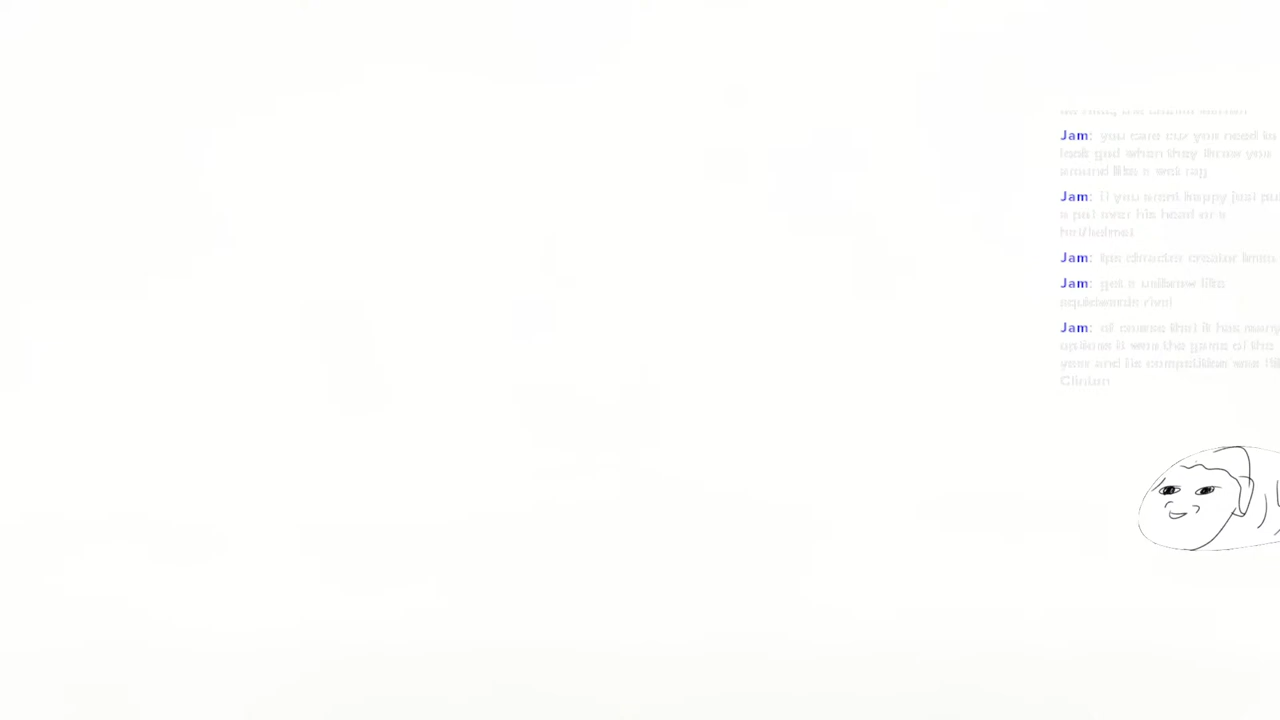 Jam: you care cuz you need to
look god when they throw you
around like a wet rag
Jam: if you arent happy just put
a pot over his head or a
hat/helmet
Jam: tps chracter creator limits
Jam: get a unibrow like
squidwards rival
Jam: of course that it has many
options it won the game of the
year and its competition was
Clinton